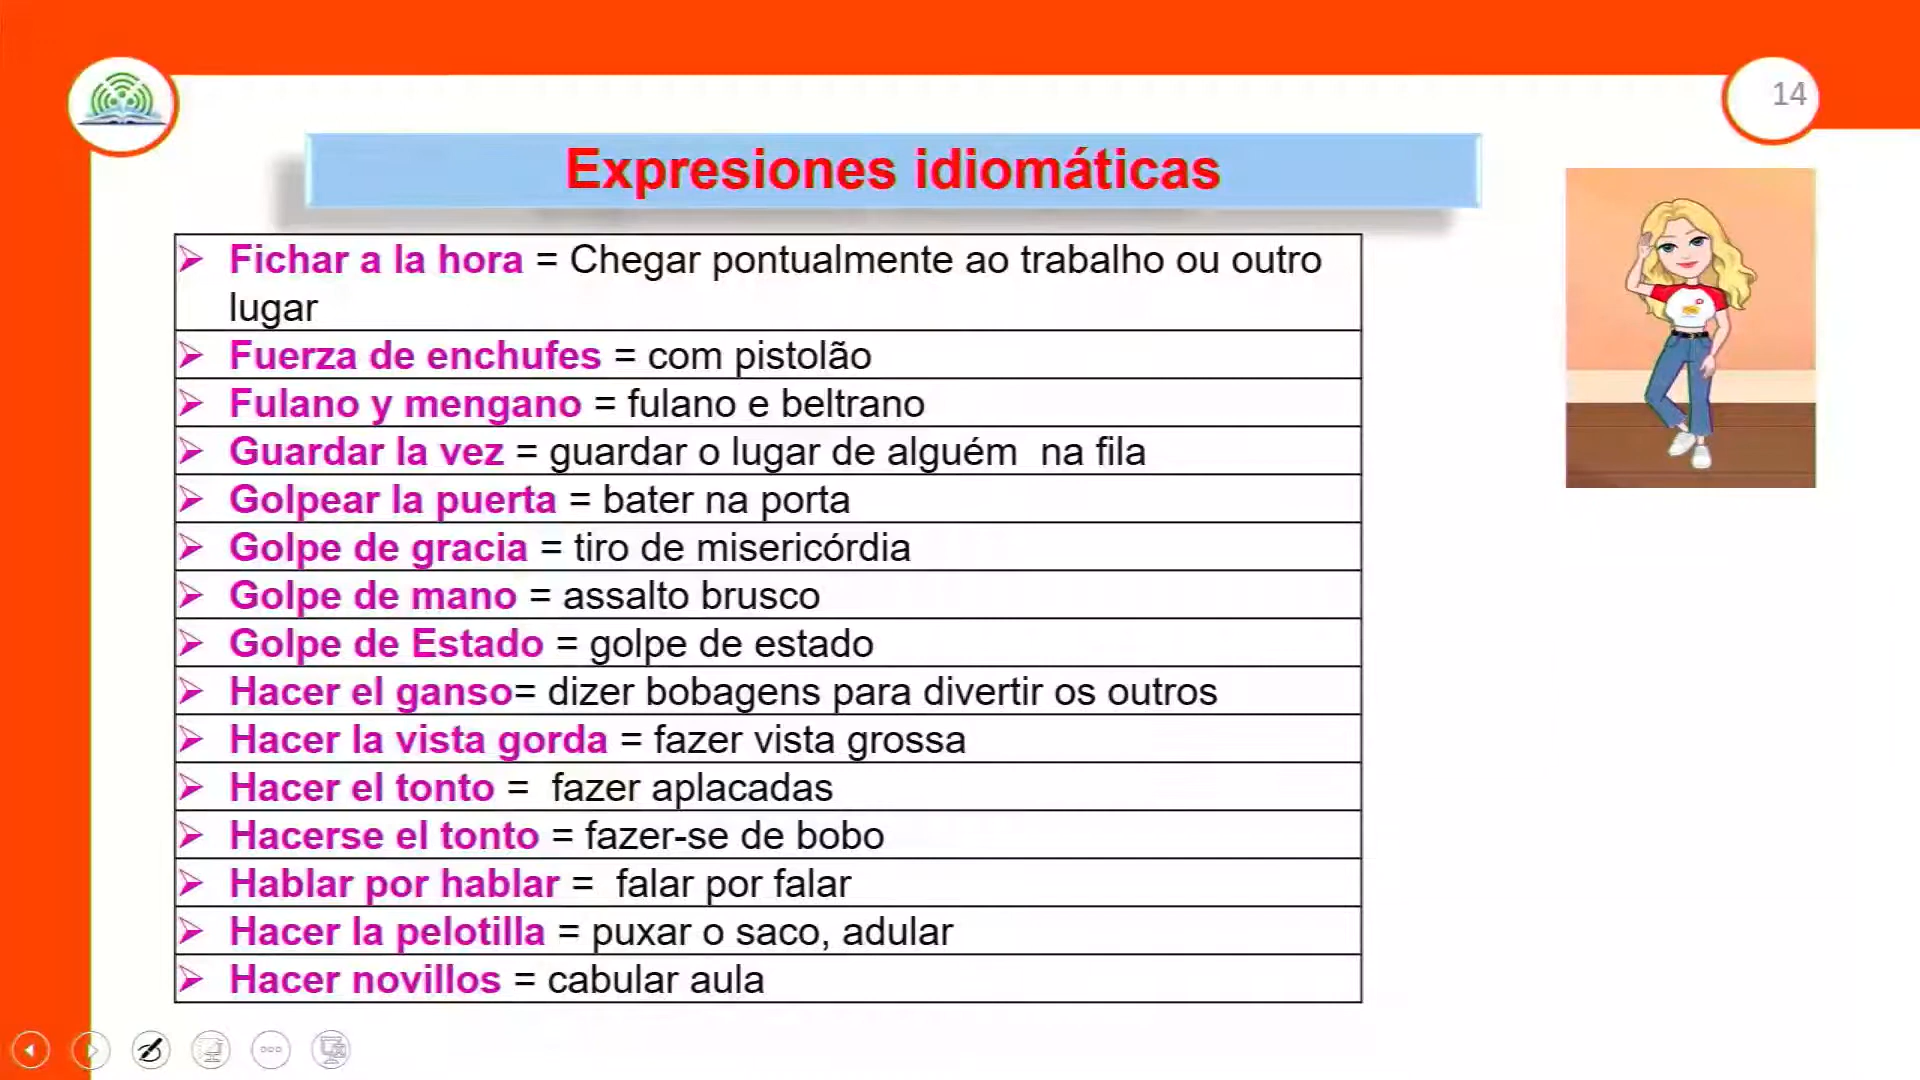 14
Expresiones idiomáticas
➢ Fichar a la hora = Chegar pontualmente ao trabalho ou outro
lugar
➢ Fuerza de enchufes = com pistolão
➢ Fulano y mengano = fulano e beltrano
➢ Guardar la vez = guardar o lugar de alguém  na fila
➢ Golpear la puerta = bater na porta
➢ Golpe de gracia = tiro de misericórdia
➢ Golpe de mano = assalto brusco
➢ Golpe de Estado = golpe de estado
➢ Hacer el ganso= dizer bobagens para divertir os outros
➢ Hacer la vista gorda = fazer vista grossa
➢ Hacer el tonto =  fazer aplacadas
➢ Hacerse el tonto = fazer-se de bobo
➢ Hablar por hablar =  falar por falar
➢ Hacer la pelotilla = puxar o saco, adular
➢ Hacer novillos = cabular aula